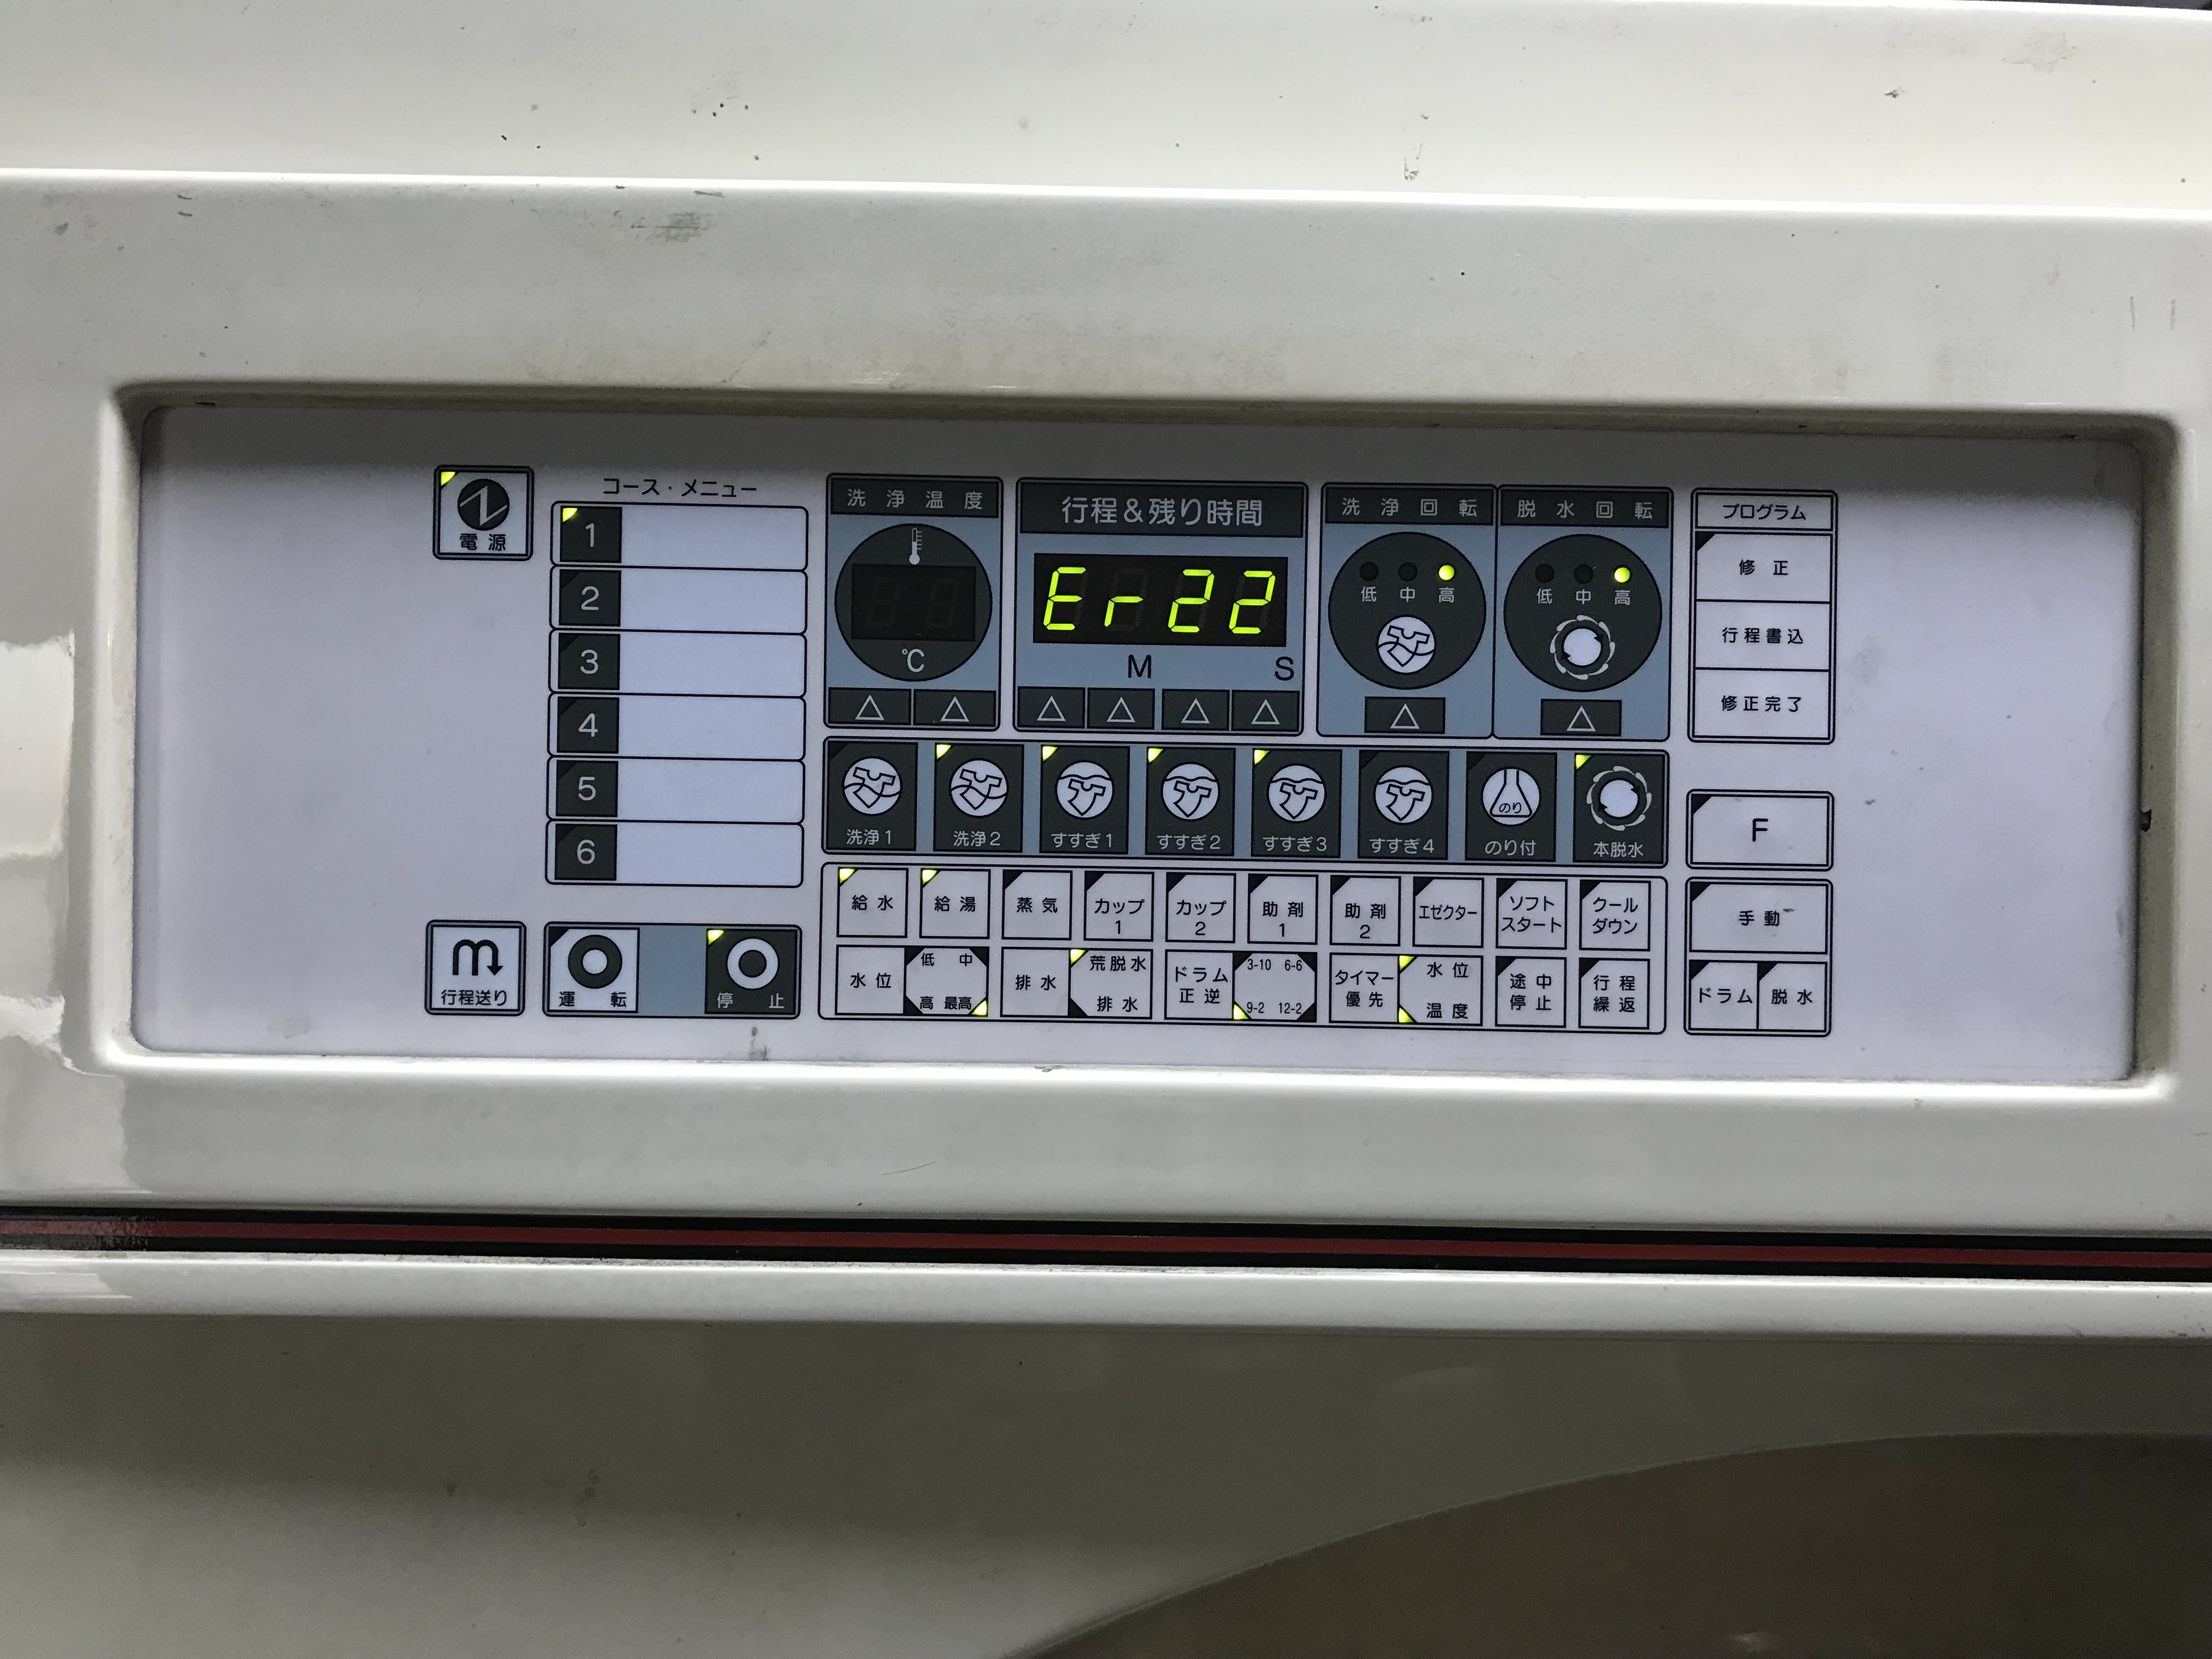 電源
コース・メニュー
1
2
3
4
5
6
行程送り
運転
停止
洗浄温度
℃
行程&残り時間
Er22
M S
洗浄回転
低 中 高
脱水回転
低 中 高
洗浄1
洗浄2
すすぎ1
すすぎ2
すすぎ3
すすぎ4
のり
のり付
本脱水
給水
給湯
蒸気
カップ
1
カップ
2
助剤
1
助剤
2
エゼクター
ソフト
スタート
クール
ダウン
水位
低 中
高 最高
排水
荒脱水
排水
ドラム
正逆
3-10 6-6
9-2 12-2
タイマー
優先
水位
温度
途中
停止
行程
繰返
プログラム
修正
行程書込
修正完了
F
手動
ドラム
脱水